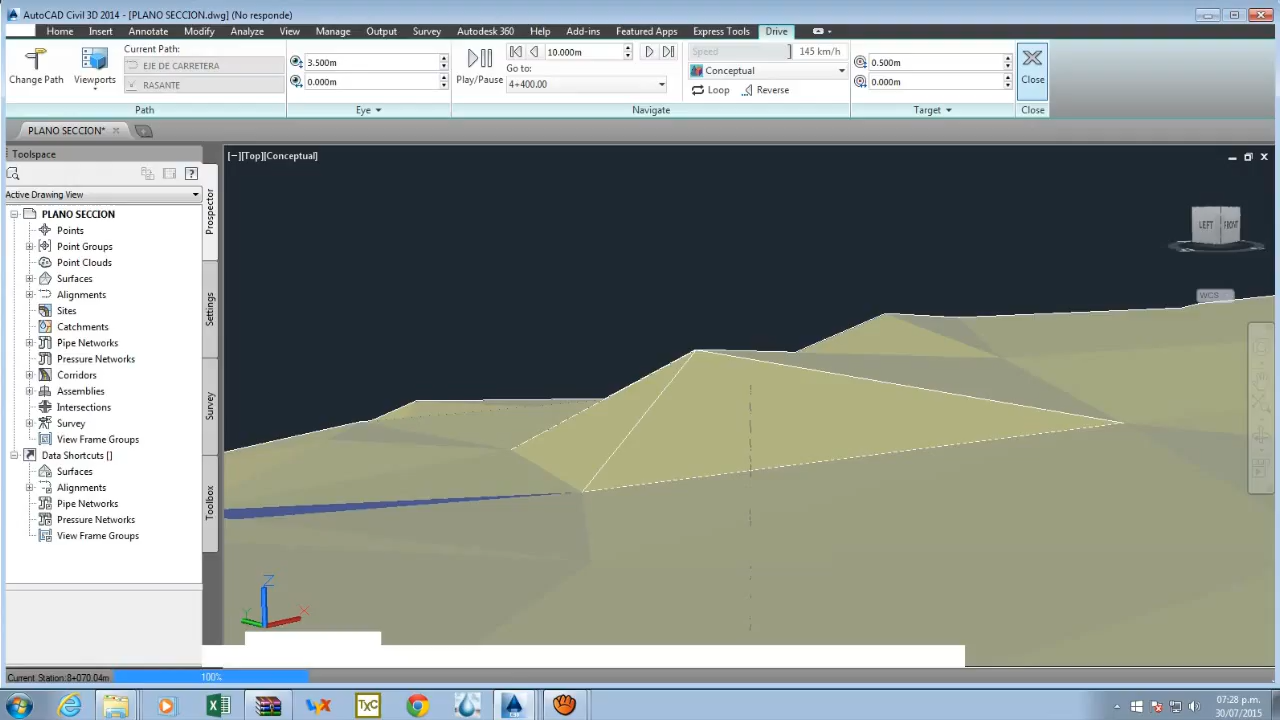 AutoCAD Civil 3D 2014 - [PLANO SECCION.dwg] (No responde)
Home Insert Annotate Modify Analyze View Manage Output Survey Autodesk 360 Help Add-ins Featured Apps Express Tools Drive
Current Path:
EJE DE CARRETERA
RASANTE
Change Path
Viewports
Path
3.500m
0.000m
Eye
Play/Pause
10.000m
Go to:
4+400.00
Navigate
Speed
145 km/h
Conceptual
Loop
Reverse
0.500m
0.000m
Target
Close
Close
PLANO SECCION*
Toolspace
Active Drawing View
PLANO SECCION
Points
Point Groups
Point Clouds
Surfaces
Alignments
Sites
Catchments
Pipe Networks
Pressure Networks
Corridors
Assemblies
Intersections
Survey
View Frame Groups
Data Shortcuts []
Surfaces
Alignments
Pipe Networks
Pressure Networks
View Frame Groups
Prospector
Settings
Survey
Toolbox
[−][Top][Conceptual]
LEFT
FRONT
WCS
Z
Y
X
Current Station:8+070.04m
100%
TxC
07:28 p.m.
30/07/2015